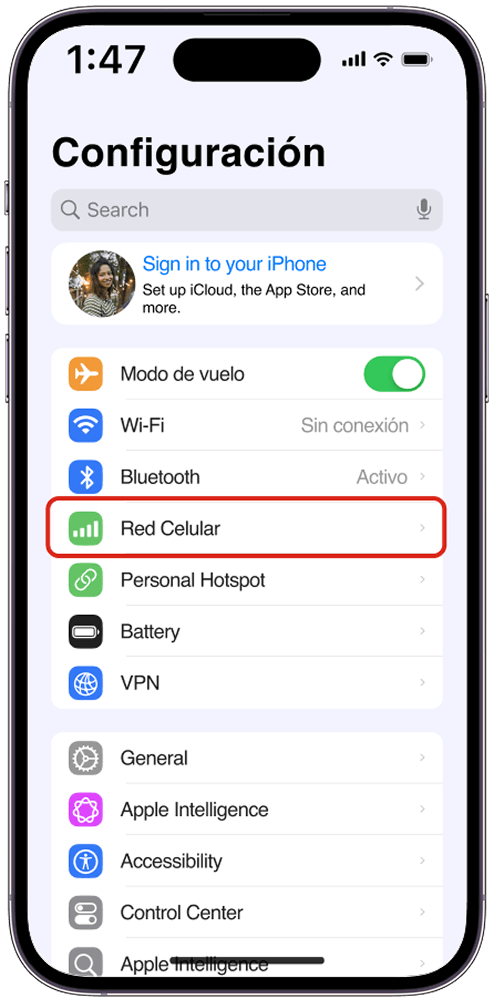 1:47
Configuración
Search
Sign in to your iPhone
Set up iCloud, the App Store, and
more.
Modo de vuelo
Wi-Fi Sin conexión
Bluetooth Activo
Red Celular
Personal Hotspot
Battery
VPN
General
Apple Intelligence
Accessibility
Control Center
Apple Intelligence